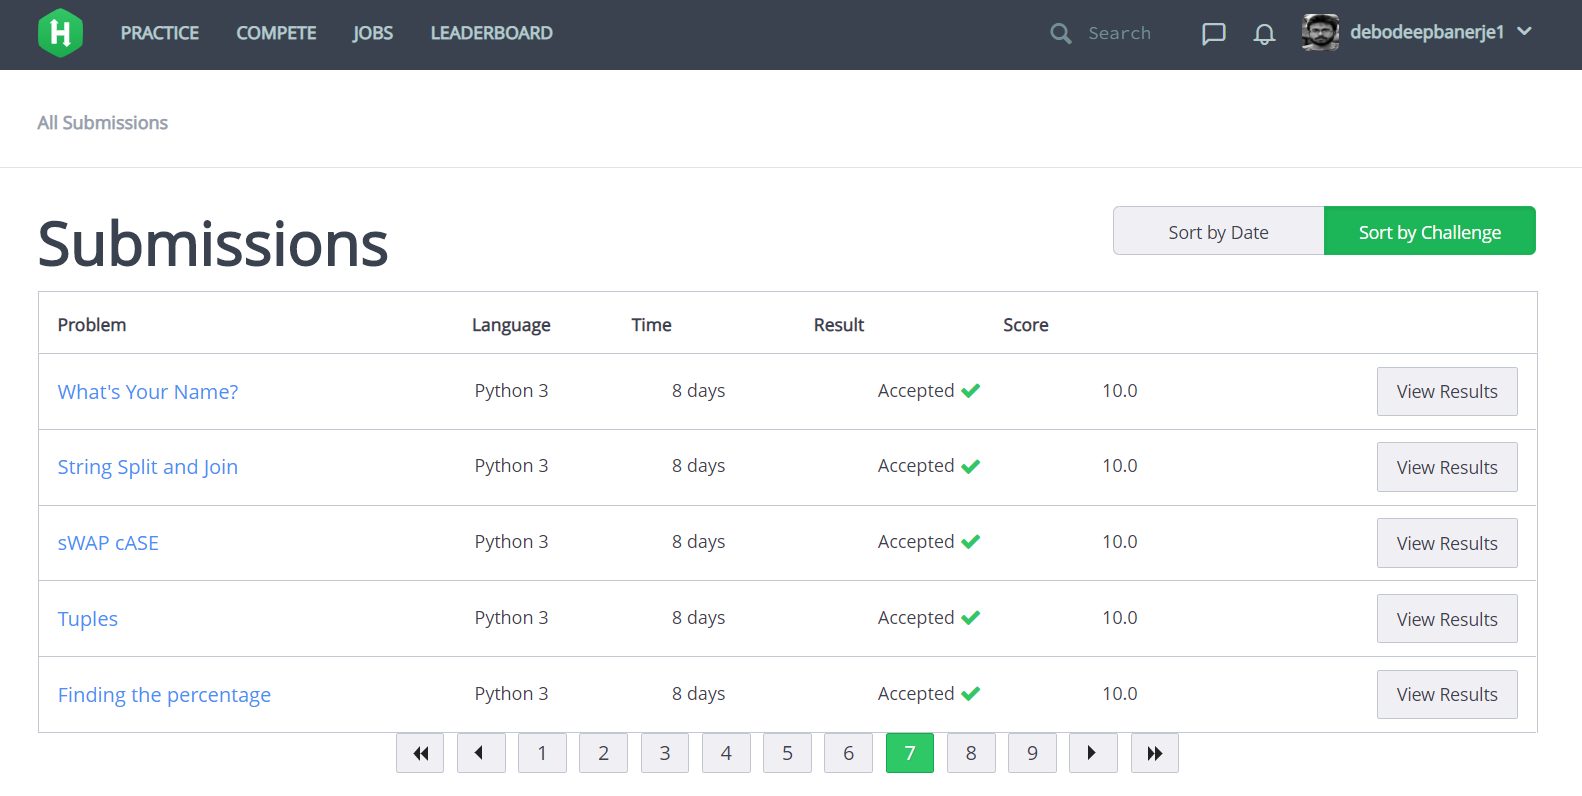 H PRACTICE COMPETE JOBS LEADERBOARD Search debodeepbanerje1
All Submissions
Submissions
Sort by Date Sort by Challenge
Problem Language Time Result Score
What's Your Name? Python 3 8 days Accepted 10.0 View Results
String Split and Join Python 3 8 days Accepted 10.0 View Results
sWAP cASE Python 3 8 days Accepted 10.0 View Results
Tuples Python 3 8 days Accepted 10.0 View Results
Finding the percentage Python 3 8 days Accepted 10.0 View Results
1 2 3 4 5 6 7 8 9